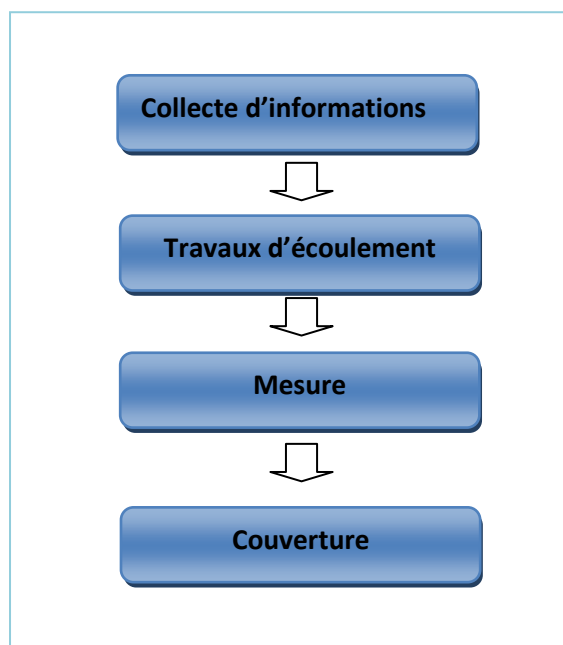 Collecte d’informations
Travaux d’écoulement
Mesure
Couverture